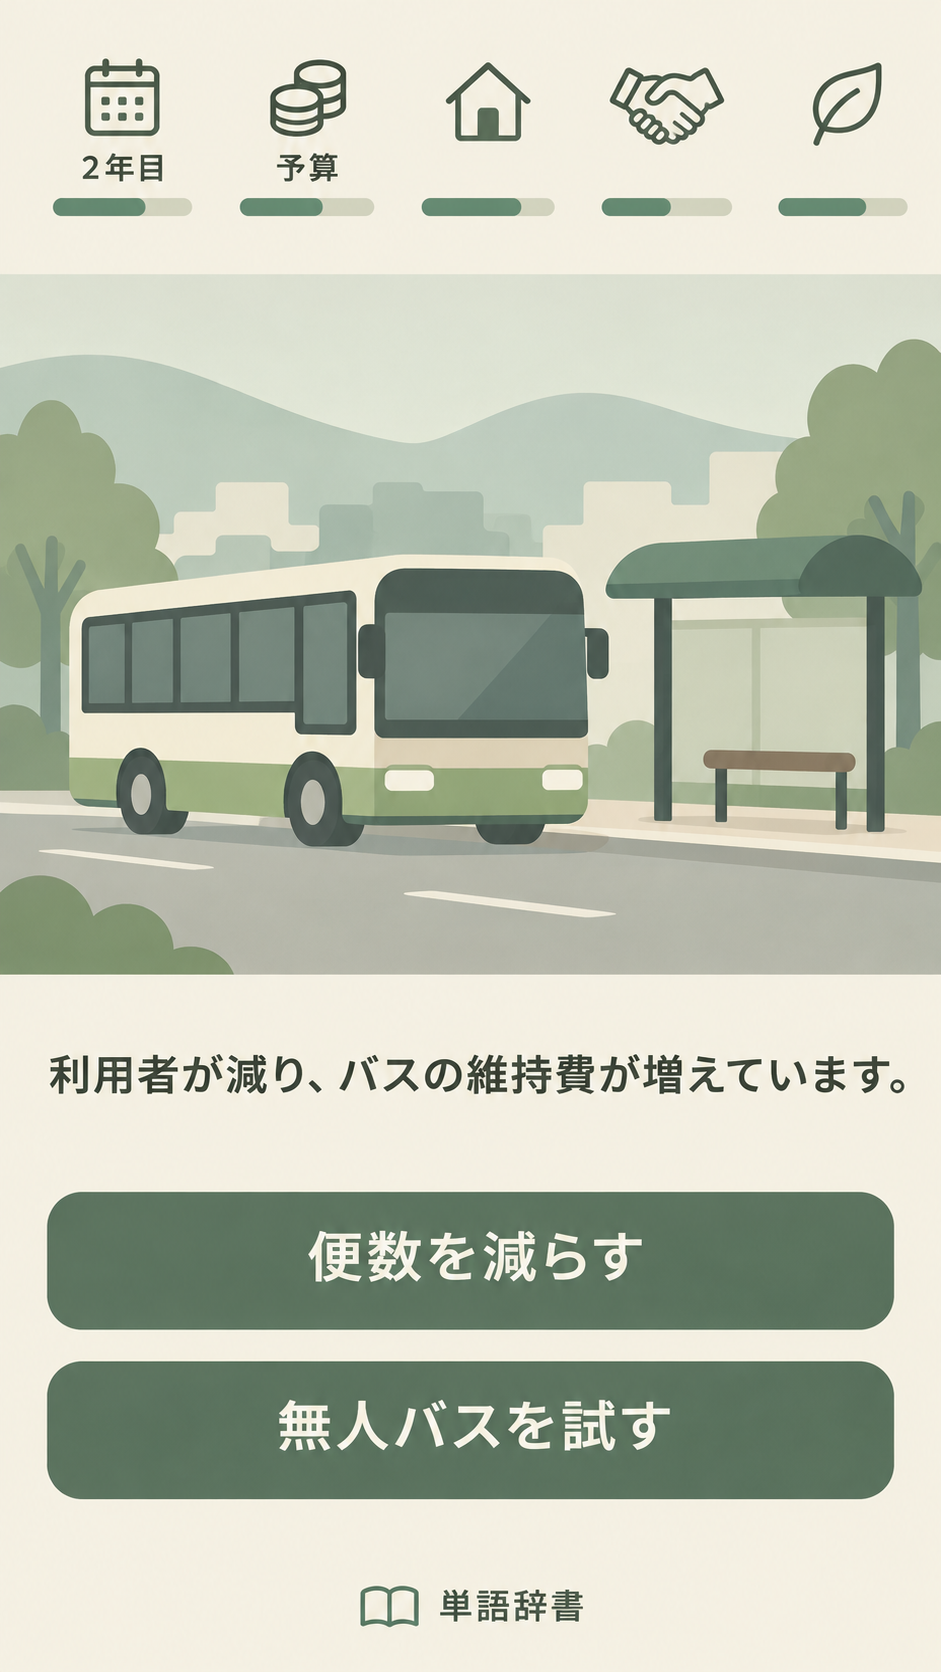 2年目
予算
利用者が減り、バスの維持費が増えています。
便数を減らす
無人バスを試す
単語辞書